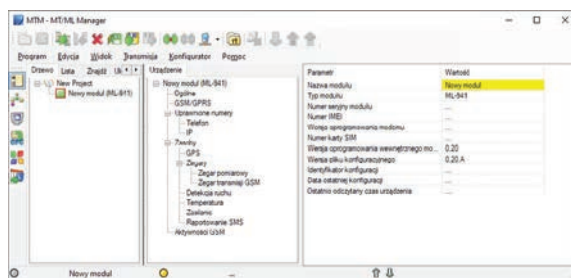 MTM - MT/ML Manager
Program Edycja Widok Transmisja Konfigurator Pomoc
Drzewo Lista Znajdź
New Project
Nowy moduł (ML-941)
Urządzenie
Nowy moduł (ML-941)
Ogólne
GSM/GPRS
Uprawnione numery
Telefon
IP
Zasoby
GPS
Zegary
Zegar pomiarowy
Zegar transmisji GSM
Detekcja ruchu
Temperatura
Zasilanie
Raportowanie SMS
Aktywności GSM
Parametr Wartość
Nazwa modułu Nowy moduł
Typ modułu ML-941
Numer seryjny modułu ...
Numer IMEI ...
Wersja oprogramowania modemu ...
Numer karty SIM ...
Wersja oprogramowania wewnętrznego mo... 0.20
Wersja pliku konfiguracyjnego 0.20.A
Identyfikator konfiguracji ...
Data ostatniej konfiguracji ...
Ostatnio odczytany czas urządzenia ...
Nowy moduł ...